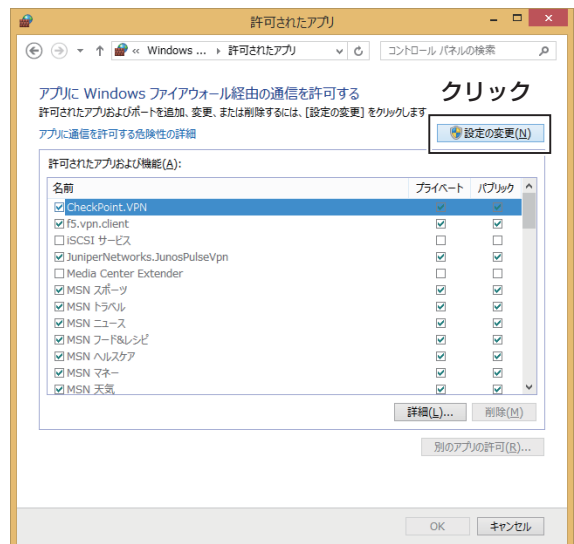 許可されたアプリ
« Windows ... 許可されたアプリ コントロール パネルの検索
アプリに Windows ファイアウォール経由の通信を許可する
クリック
許可されたアプリおよびポートを追加、変更、または削除するには、[設定の変更] をクリックします
アプリに通信を許可する危険性の詳細
設定の変更(N)
許可されたアプリおよび機能(A):
名前 プライベート パブリック
CheckPoint.VPN
f5.vpn.client
iSCSI サービス
JuniperNetworks.JunosPulseVpn
Media Center Extender
MSN スポーツ
MSN トラベル
MSN ニュース
MSN フード&レシピ
MSN ヘルスケア
MSN マネー
MSN 天気
詳細(L)... 削除(M)
別のアプリの許可(R)...
OK キャンセル